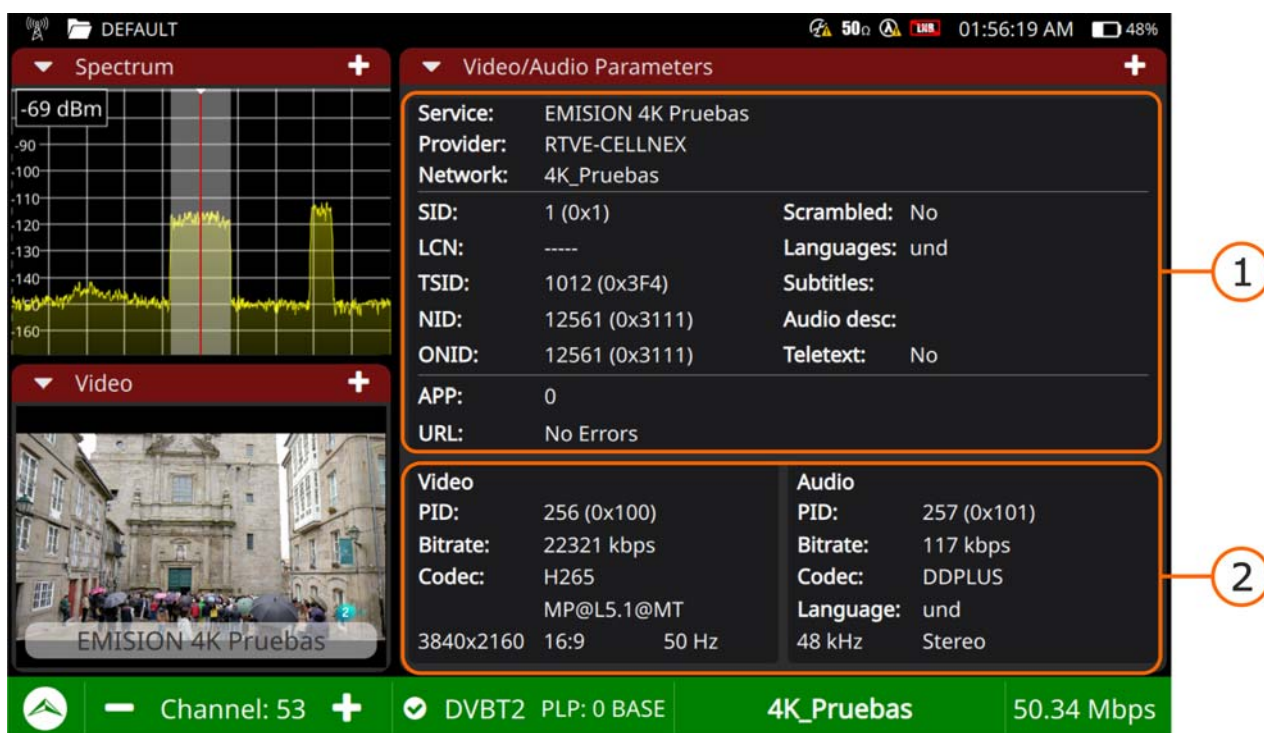 DEFAULT 50Ω LNB 01:56:19 AM 48%
Spectrum
-69 dBm
-90
-100
-110
-120
-130
-140
-150
-160
Video
2
EMISION 4K Pruebas
Video/Audio Parameters
Service: EMISION 4K Pruebas
Provider: RTVE-CELLNEX
Network: 4K_Pruebas
SID: 1 (0x1) Scrambled: No
LCN: ----- Languages: und
TSID: 1012 (0x3F4) Subtitles:
NID: 12561 (0x3111) Audio desc:
ONID: 12561 (0x3111) Teletext: No
APP: 0
URL: No Errors
1
Video
PID: 256 (0x100)
Bitrate: 22321 kbps
Codec: H265
MP@L5.1@MT
3840x2160 16:9 50 Hz
Audio
PID: 257 (0x101)
Bitrate: 117 kbps
Codec: DDPLUS
Language: und
48 kHz Stereo
2
Channel: 53 DVBT2 PLP: 0 BASE 4K_Pruebas 50.34 Mbps